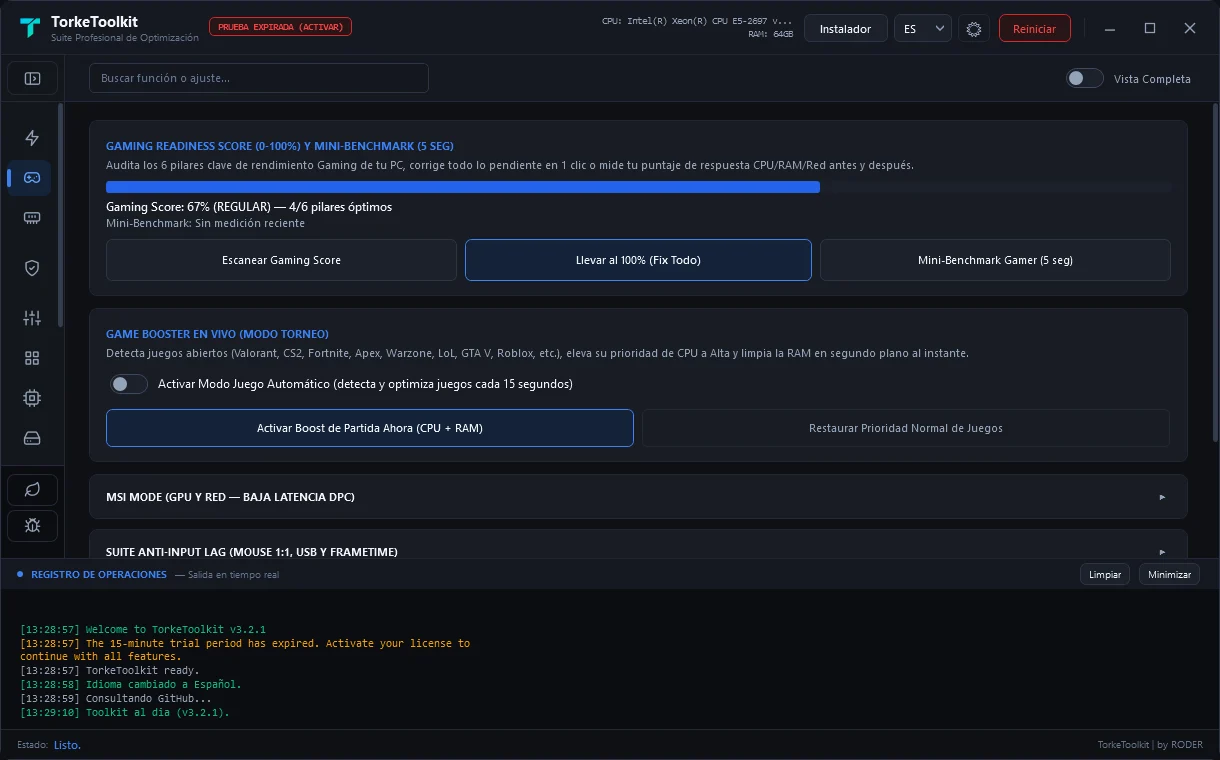 TorkeToolkit
Suite Profesional de Optimización
PRUEBA EXPIRADA (ACTIVAR)
CPU: Intel(R) Xeon(R) CPU E5-2697 v...
RAM: 64GB
Instalador
ES
Reiniciar
Buscar función o ajuste...
Vista Completa
GAMING READINESS SCORE (0-100%) Y MINI-BENCHMARK (5 SEG)
Audita los 6 pilares clave de rendimiento Gaming de tu PC, corrige todo lo pendiente en 1 clic o mide tu puntaje de respuesta CPU/RAM/Red antes y después.
Gaming Score: 67% (REGULAR) — 4/6 pilares óptimos
Mini-Benchmark: Sin medición reciente
Escanear Gaming Score
Llevar al 100% (Fix Todo)
Mini-Benchmark Gamer (5 seg)
GAME BOOSTER EN VIVO (MODO TORNEO)
Detecta juegos abiertos (Valorant, CS2, Fortnite, Apex, Warzone, LoL, GTA V, Roblox, etc.), eleva su prioridad de CPU a Alta y limpia la RAM en segundo plano al instante.
Activar Modo Juego Automático (detecta y optimiza juegos cada 15 segundos)
Activar Boost de Partida Ahora (CPU + RAM)
Restaurar Prioridad Normal de Juegos
MSI MODE (GPU Y RED — BAJA LATENCIA DPC)
SUITE ANTI-INPUT LAG (MOUSE 1:1, USB Y FRAMETIME)
REGISTRO DE OPERACIONES — Salida en tiempo real
Limpiar
Minimizar
[13:28:57] Welcome to TorkeToolkit v3.2.1
[13:28:57] The 15-minute trial period has expired. Activate your license to
continue with all features.
[13:28:57] TorkeToolkit ready.
[13:28:58] Idioma cambiado a Español.
[13:28:59] Consultando GitHub...
[13:29:10] Toolkit al dia (v3.2.1).
Estado: Listo.
TorkeToolkit | by RODER